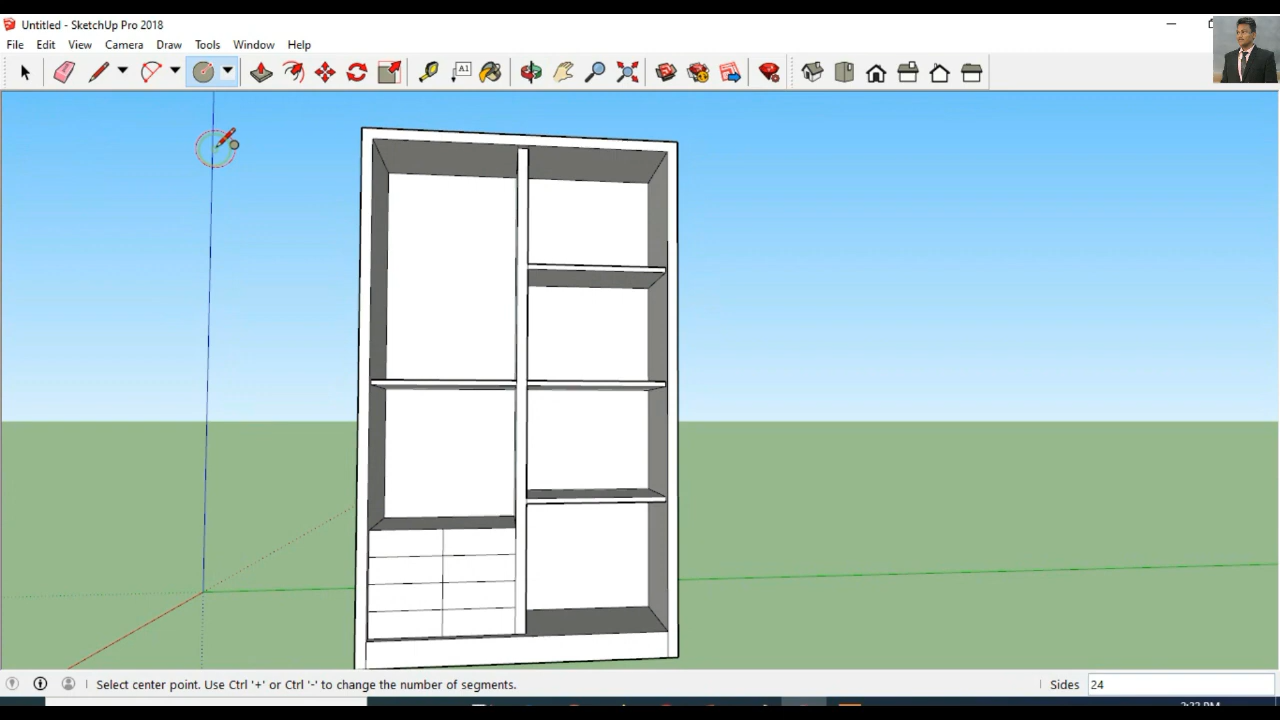 Untitled - SketchUp Pro 2018
File Edit View Camera Draw Tools Window Help
A1
Select center point. Use Ctrl '+' or Ctrl '-' to change the number of segments.
Sides 24